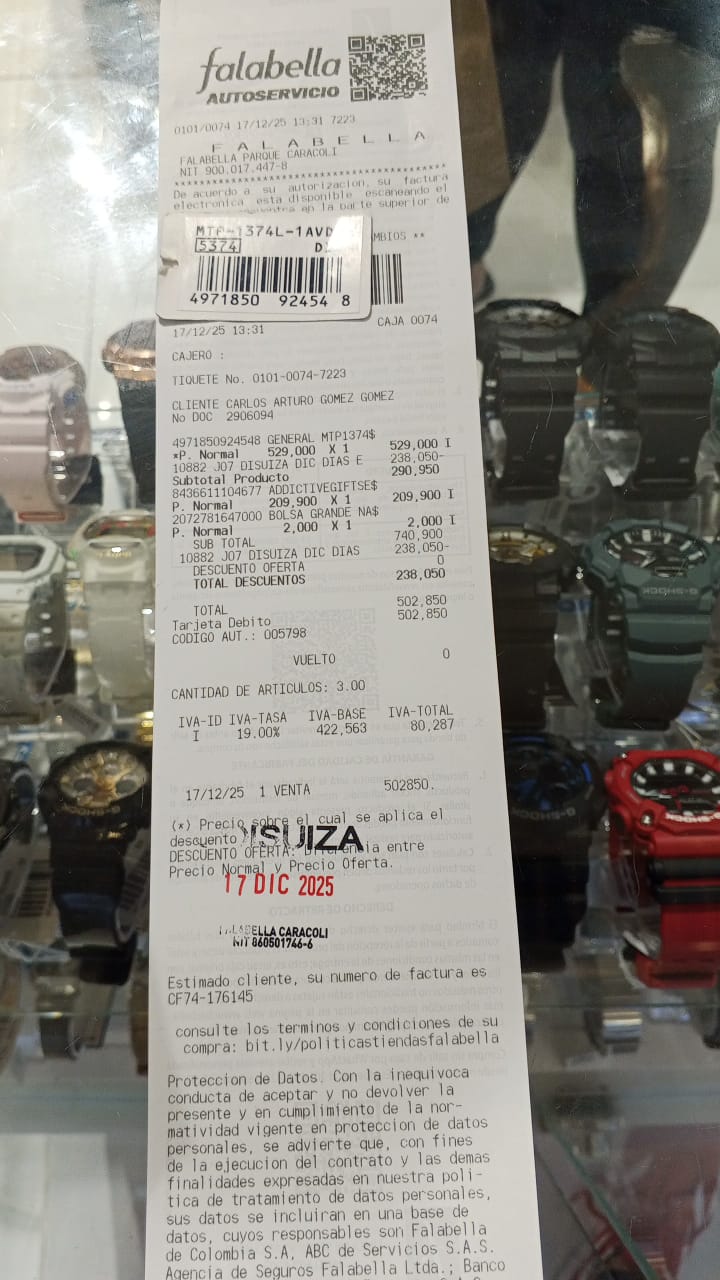 falabella
AUTOSERVICIO
0101/0074 17/12/25 13:31 7223
F A L A B E L L A
FALABELLA PARQUE CARACOLI
NIT 900.017.447-8
****************************************
De acuerdo a su autorizacion, su factura
electronica esta disponible escaneando el
en la parte superior de
MTP-1374L-1AVD
5374
4971850 92454 8
MBIOS **
17/12/25 13:31 CAJA 0074
CAJERO :
TIQUETE No. 0101-0074-7223
CLIENTE CARLOS ARTURO GOMEZ GOMEZ
No DOC 2906094
4971850924548 GENERAL MTP1374$
*P. Normal 529,000 X 1 529,000 I
10882 J07 DISUIZA DIC DIAS E 238,050-
Subtotal Producto 290,950
8436611104677 ADDICTIVEGIFTSE$
P. Normal 209,900 X 1 209,900 I
2072781647000 BOLSA GRANDE NA$
P. Normal 2,000 X 1 2,000 I
SUB TOTAL 740,900
10882 J07 DISUIZA DIC DIAS 238,050-
DESCUENTO OFERTA 0
TOTAL DESCUENTOS 238,050
TOTAL 502,850
Tarjeta Debito 502,850
CODIGO AUT.: 005798
VUELTO 0
CANTIDAD DE ARTICULOS: 3.00
IVA-ID IVA-TASA IVA-BASE IVA-TOTAL
I 19.00% 422,563 80,287
17/12/25 1 VENTA 502850.
(*) Precio sobre el cual se aplica el
descuento
DISUIZA
DESCUENTO OFERTA: Diferencia entre
Precio Normal y Precio Oferta.
17 DIC 2025
FALABELLA CARACOLI
NIT 860501746-6
Estimado cliente, su numero de factura es
CF74-176145
consulte los terminos y condiciones de su
compra: bit.ly/politicastiendasfalabella
Proteccion de Datos. Con la inequivoca
conducta de aceptar y no devolver la
presente y en cumplimiento de la nor-
matividad vigente en proteccion de datos
personales, se advierte que, con fines
de la ejecucion del contrato y las demas
finalidades expresadas en nuestra poli-
tica de tratamiento de datos personales,
sus datos se incluiran en una base de
datos, cuyos responsables son Falabella
de Colombia S.A, ABC de Servicios S.A.S.
Agencia de Seguros Falabella Ltda.; Banco
G-SHOCK
G-SHOCK
G-SHOCK